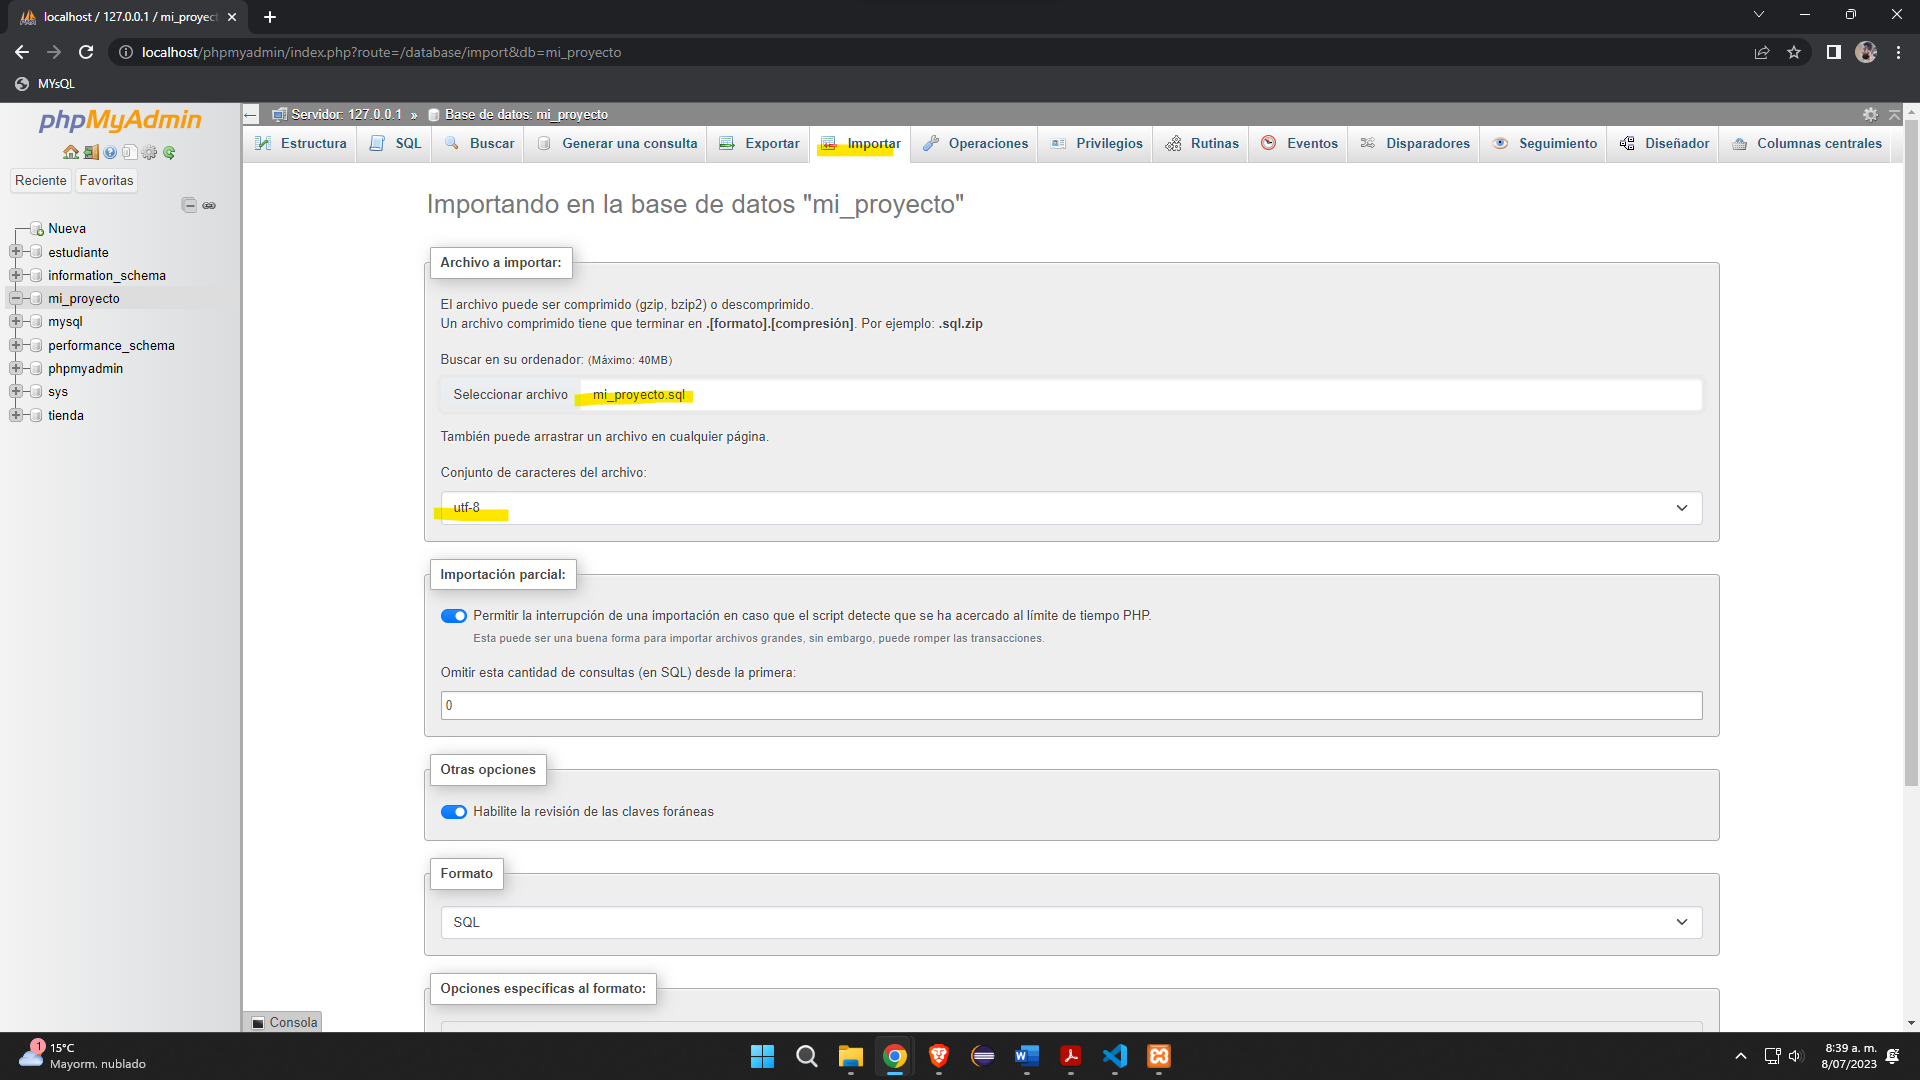 localhost / 127.0.0.1 / mi_proyect
localhost/phpmyadmin/index.php?route=/database/import&db=mi_proyecto
MYsQL
phpMyAdmin
Servidor: 127.0.0.1 » Base de datos: mi_proyecto
Estructura SQL Buscar Generar una consulta Exportar Importar Operaciones Privilegios Rutinas Eventos Disparadores Seguimiento Diseñador Columnas centrales
Reciente Favoritas
Nueva
estudiante
information_schema
mi_proyecto
mysql
performance_schema
phpmyadmin
sys
tienda
Importando en la base de datos "mi_proyecto"
Archivo a importar:
El archivo puede ser comprimido (gzip, bzip2) o descomprimido.
Un archivo comprimido tiene que terminar en .[formato].[compresión]. Por ejemplo: .sql.zip
Buscar en su ordenador: (Máximo: 40MB)
Seleccionar archivo mi_proyecto.sql
También puede arrastrar un archivo en cualquier página.
Conjunto de caracteres del archivo:
utf-8
Importación parcial:
Permitir la interrupción de una importación en caso que el script detecte que se ha acercado al límite de tiempo PHP.
Esta puede ser una buena forma para importar archivos grandes, sin embargo, puede romper las transacciones.
Omitir esta cantidad de consultas (en SQL) desde la primera:
0
Otras opciones
Habilite la revisión de las claves foráneas
Formato
SQL
Opciones específicas al formato:
Consola
1
15°C
Mayorm. nublado
8:39 a. m.
8/07/2023